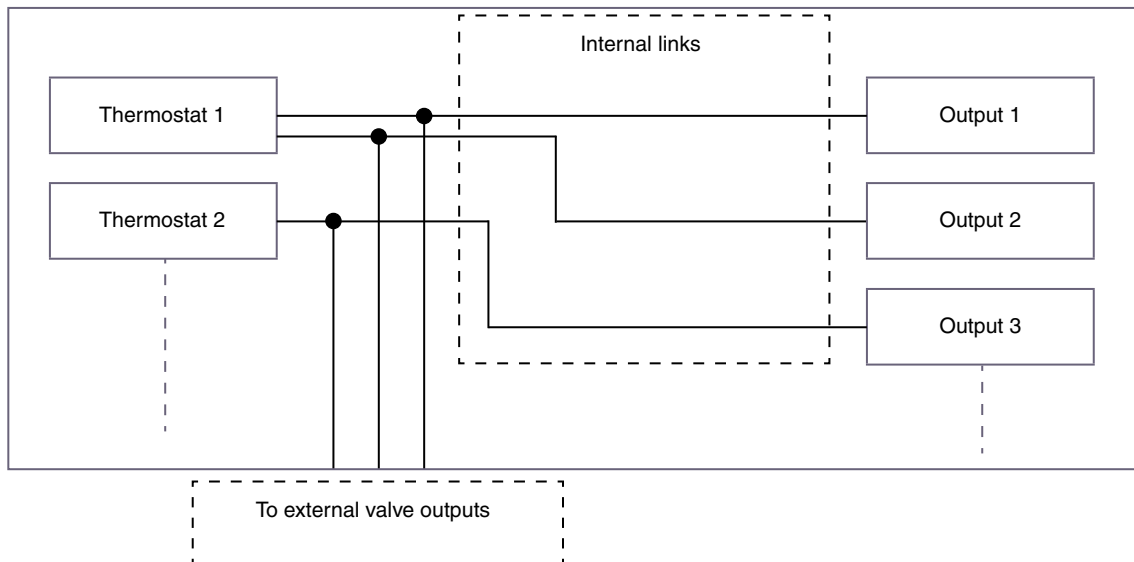 Internal links
Thermostat 1
Output 1
Thermostat 2
Output 2
Output 3
To external valve outputs